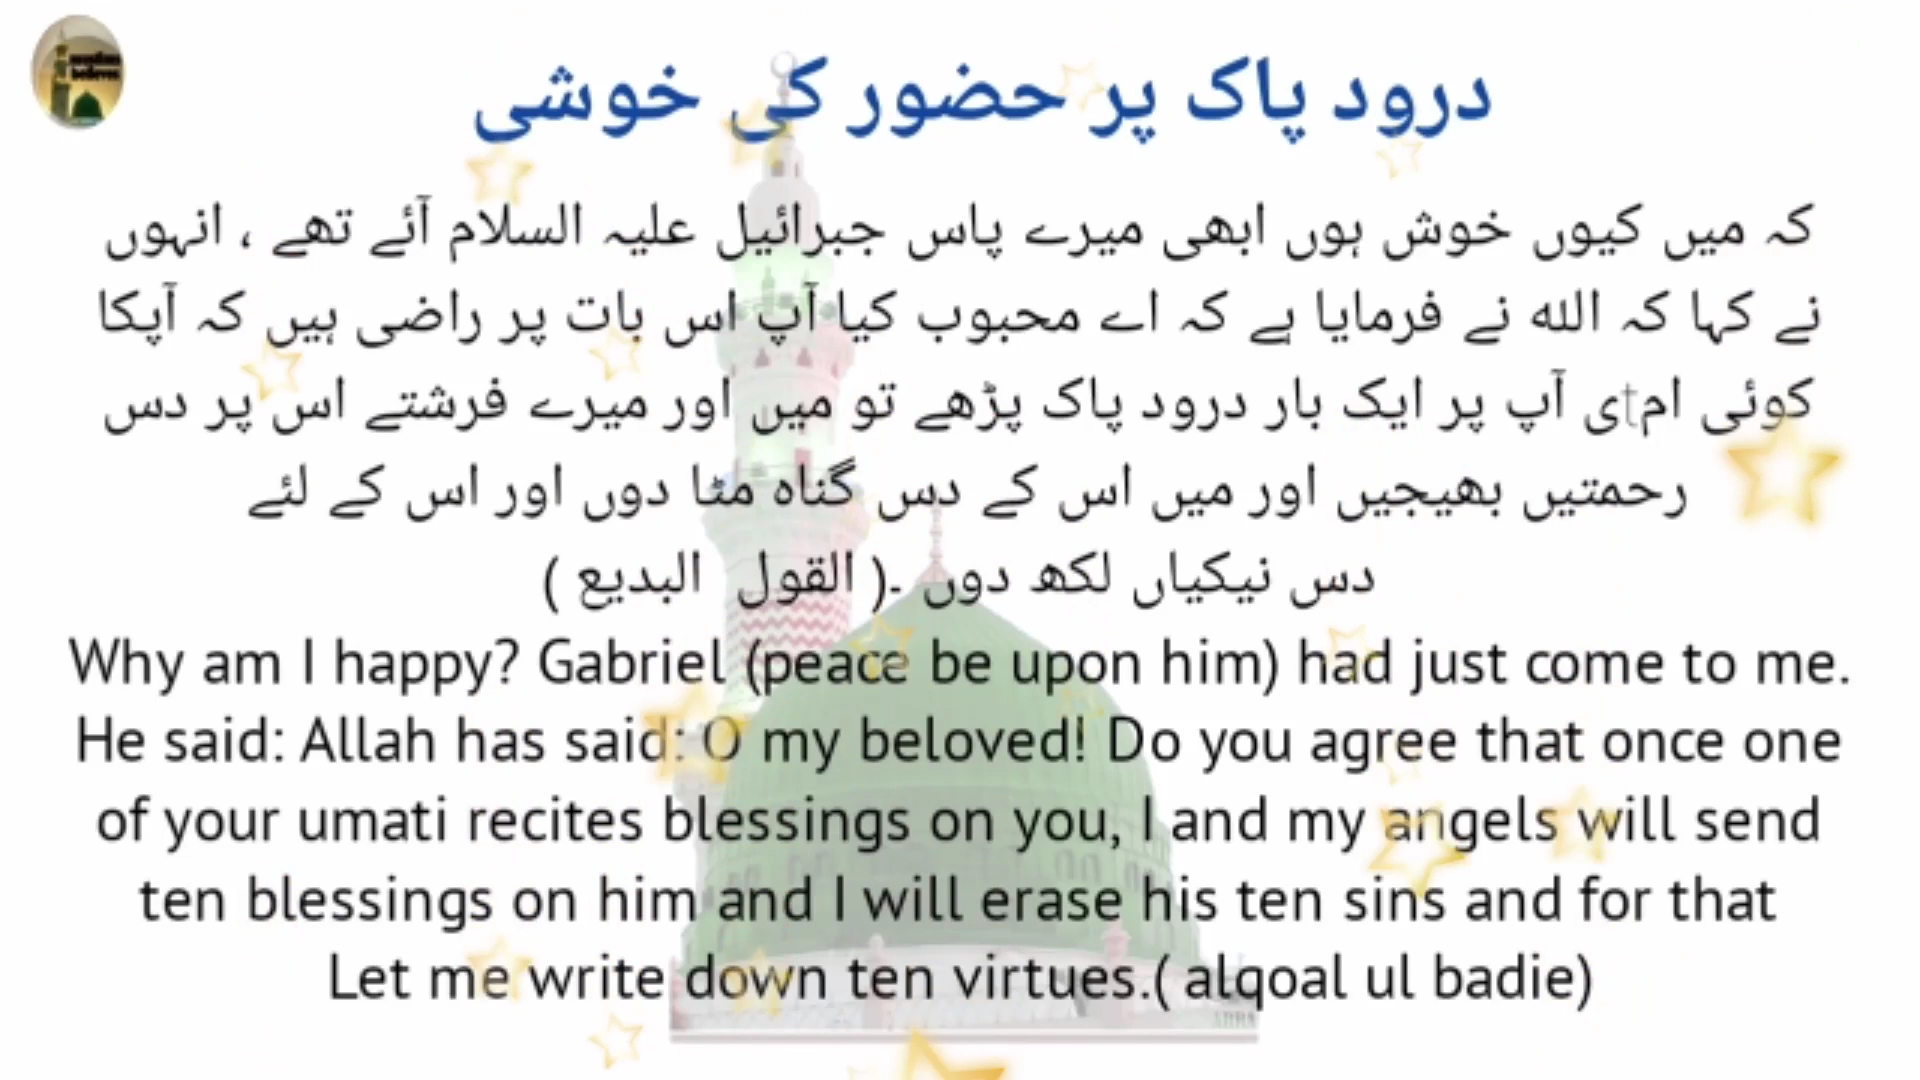 درود پاک پر حضور کی خوشی
کہ میں کیوں خوش ہوں ابھی میرے پاس جبرائیل علیہ السلام آئے تھے ، انہوں
نے کہا کہ اللہ نے فرمایا ہے کہ اے محبوب کیا آپ اس بات پر راضی ہیں کہ آپکا
کوئی امtی آپ پر ایک بار درود پاک پڑھے تو میں اور میرے فرشتے اس پر دس
رحمتیں بھیجیں اور میں اس کے دس گناہ مٹا دوں اور اس کے لئے
دس نیکیاں لکھ دوں ۔( القول البدیع )
Why am I happy? Gabriel (peace be upon him) had just come to me.
He said: Allah has said: O my beloved! Do you agree that once one
of your umati recites blessings on you, I and my angels will send
ten blessings on him and I will erase his ten sins and for that
Let me write down ten virtues.( alqoal ul badie)